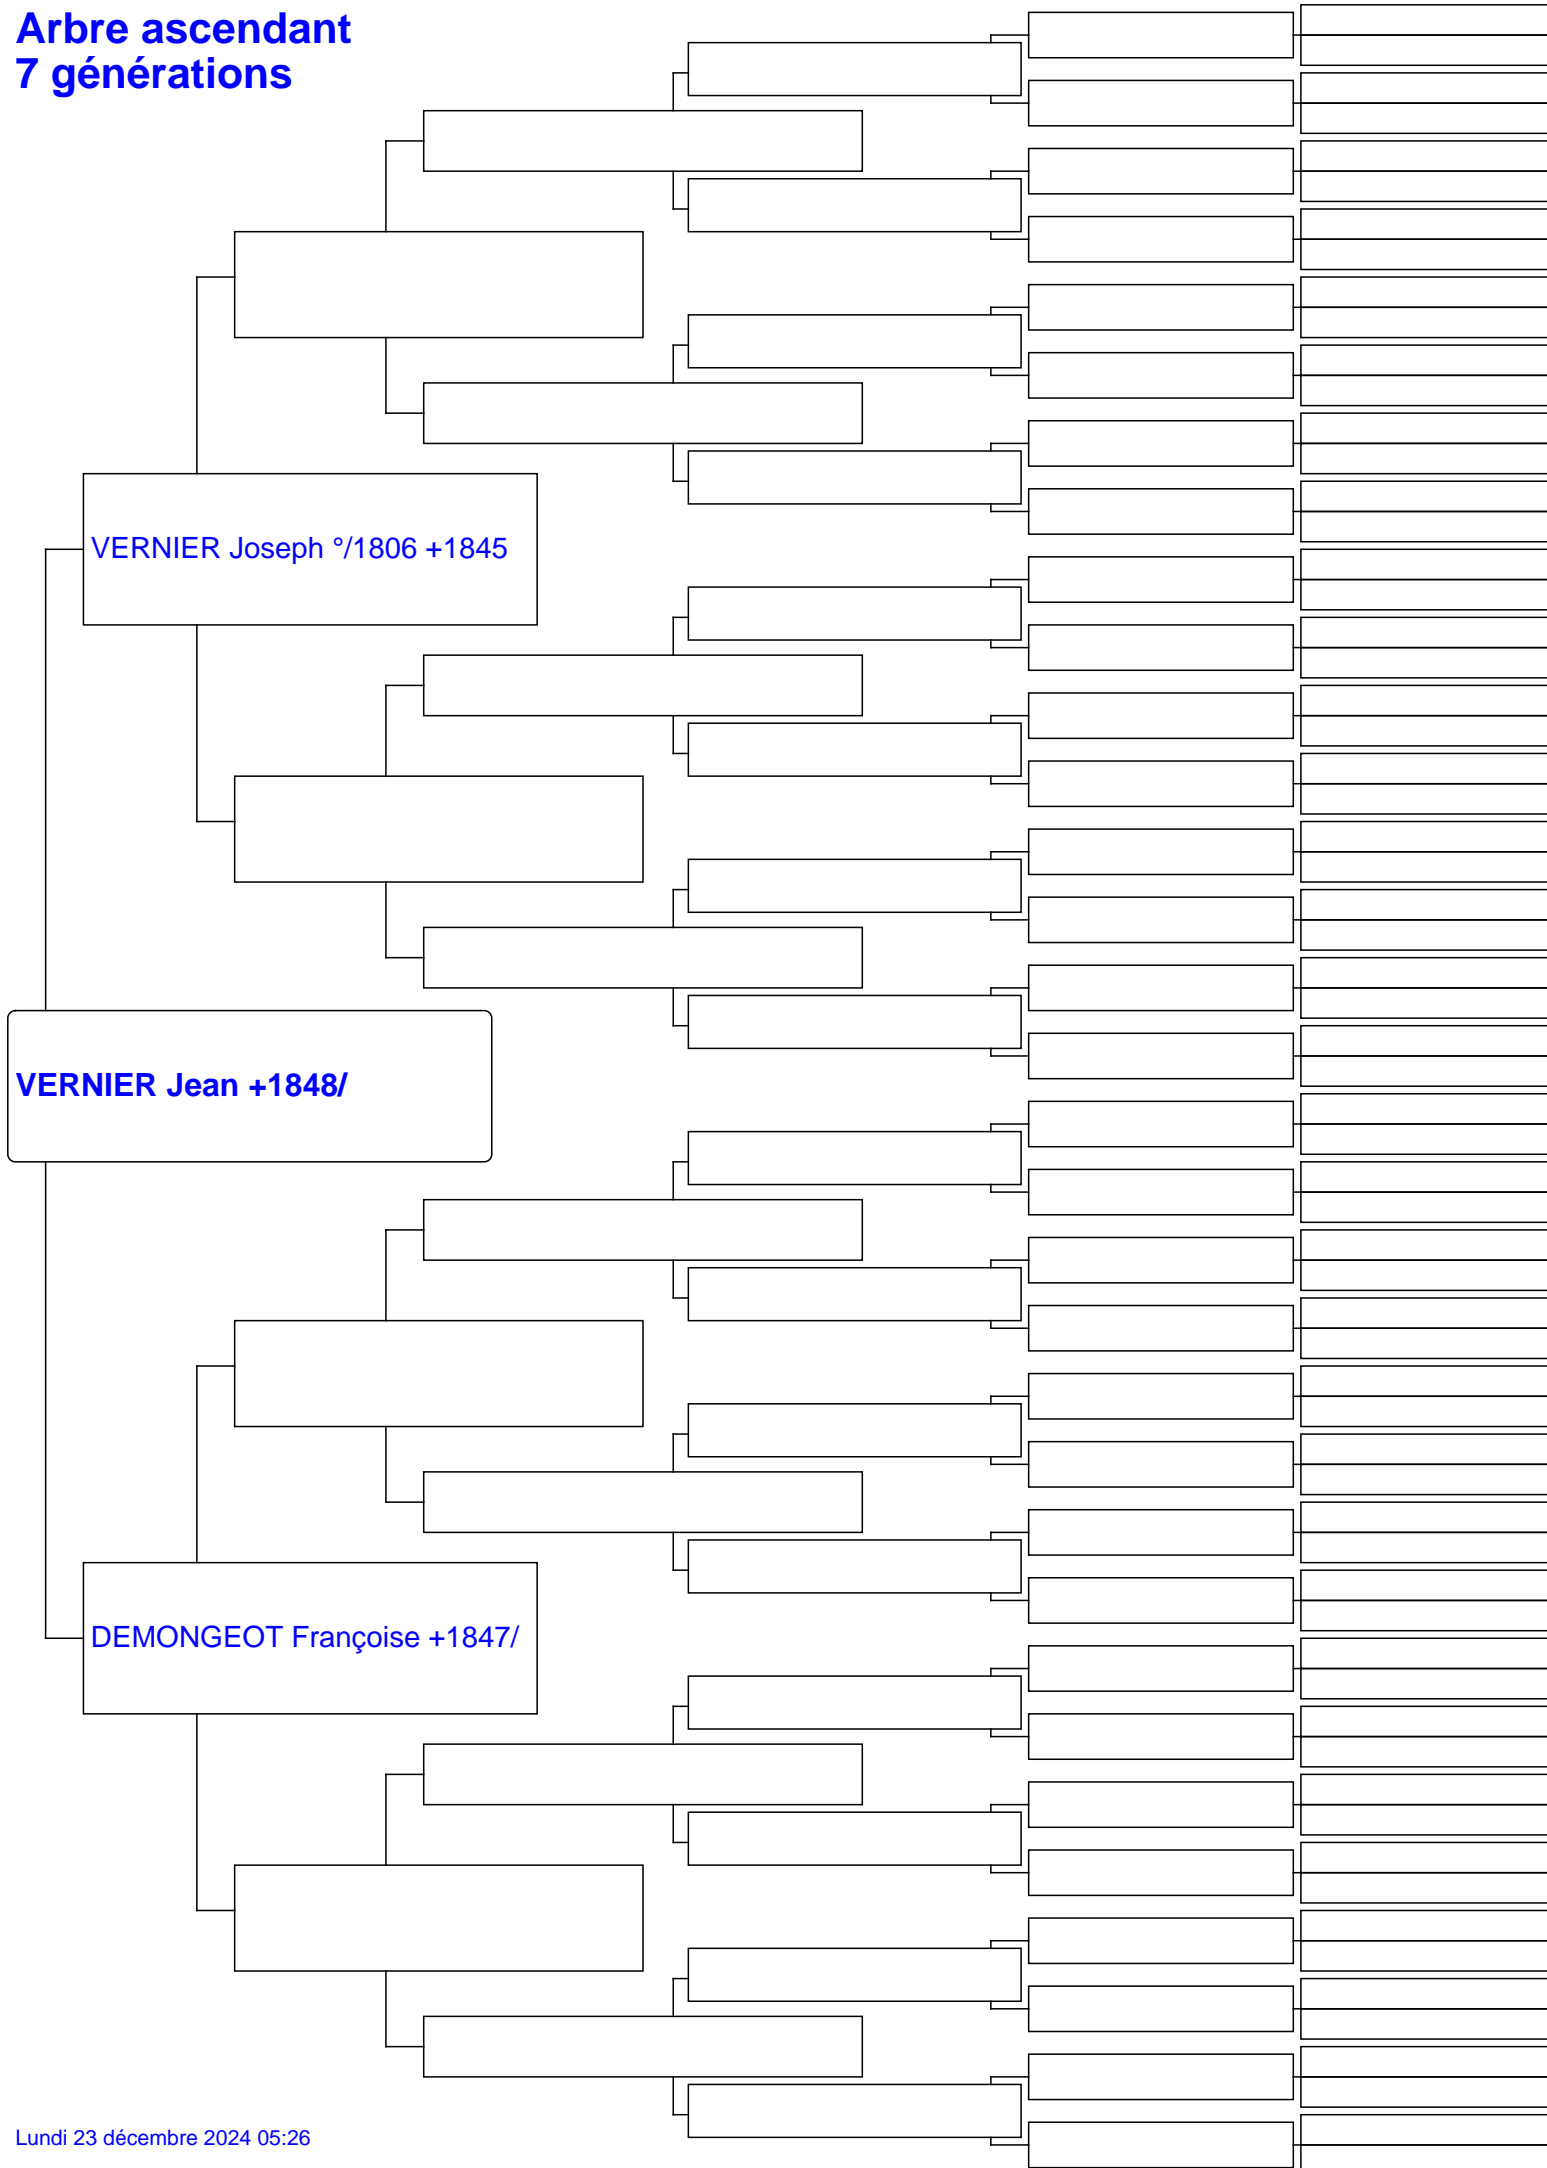 Arbre ascendant
7 générations
VERNIER Joseph °/1806 +1845
VERNIER Jean +1848/
DEMONGEOT Françoise +1847/
Lundi 23 décembre 2024 05:26